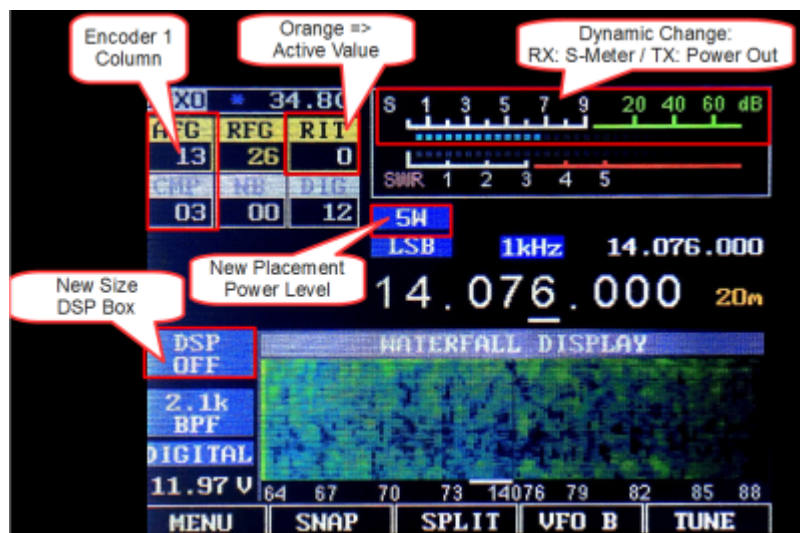 Encoder 1
Column
Orange =>
Active Value
Dynamic Change:
RX: S-Meter / TX: Power Out
* 34.8
S 1 3 5 7 9 20 40 60 dB
AFG RFG RIT
13 26 0
SWR 1 2 3 4 5
CMP NB DIG
03 00 12
5W
LSB 1kHz 14.076.000
New Placement
Power Level
14.076.000 20m
New Size
DSP Box
DSP
OFF
WATERFALL DISPLAY
2.1k
BPF
DIGITAL
11.97 V
64 67 70 73 14076 79 82 85 88
MENU SNAP SPLIT VFO B TUNE